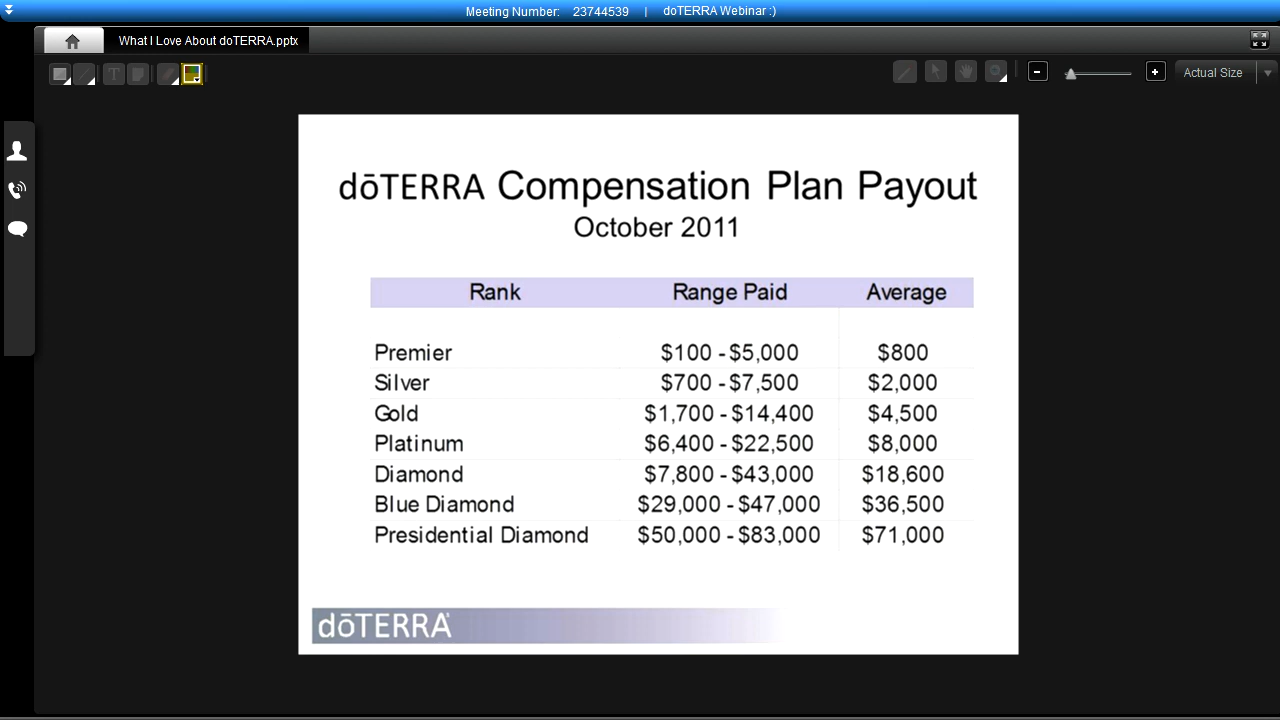 Meeting Number: 23744539 | doTERRA Webinar :)
What I Love About doTERRA.pptx
T
Actual Size
dōTERRA Compensation Plan Payout
October 2011
Rank Range Paid Average
Premier $100 - $5,000 $800
Silver $700 - $7,500 $2,000
Gold $1,700 - $14,400 $4,500
Platinum $6,400 - $22,500 $8,000
Diamond $7,800 - $43,000 $18,600
Blue Diamond $29,000 - $47,000 $36,500
Presidential Diamond $50,000 - $83,000 $71,000
dōTERRA